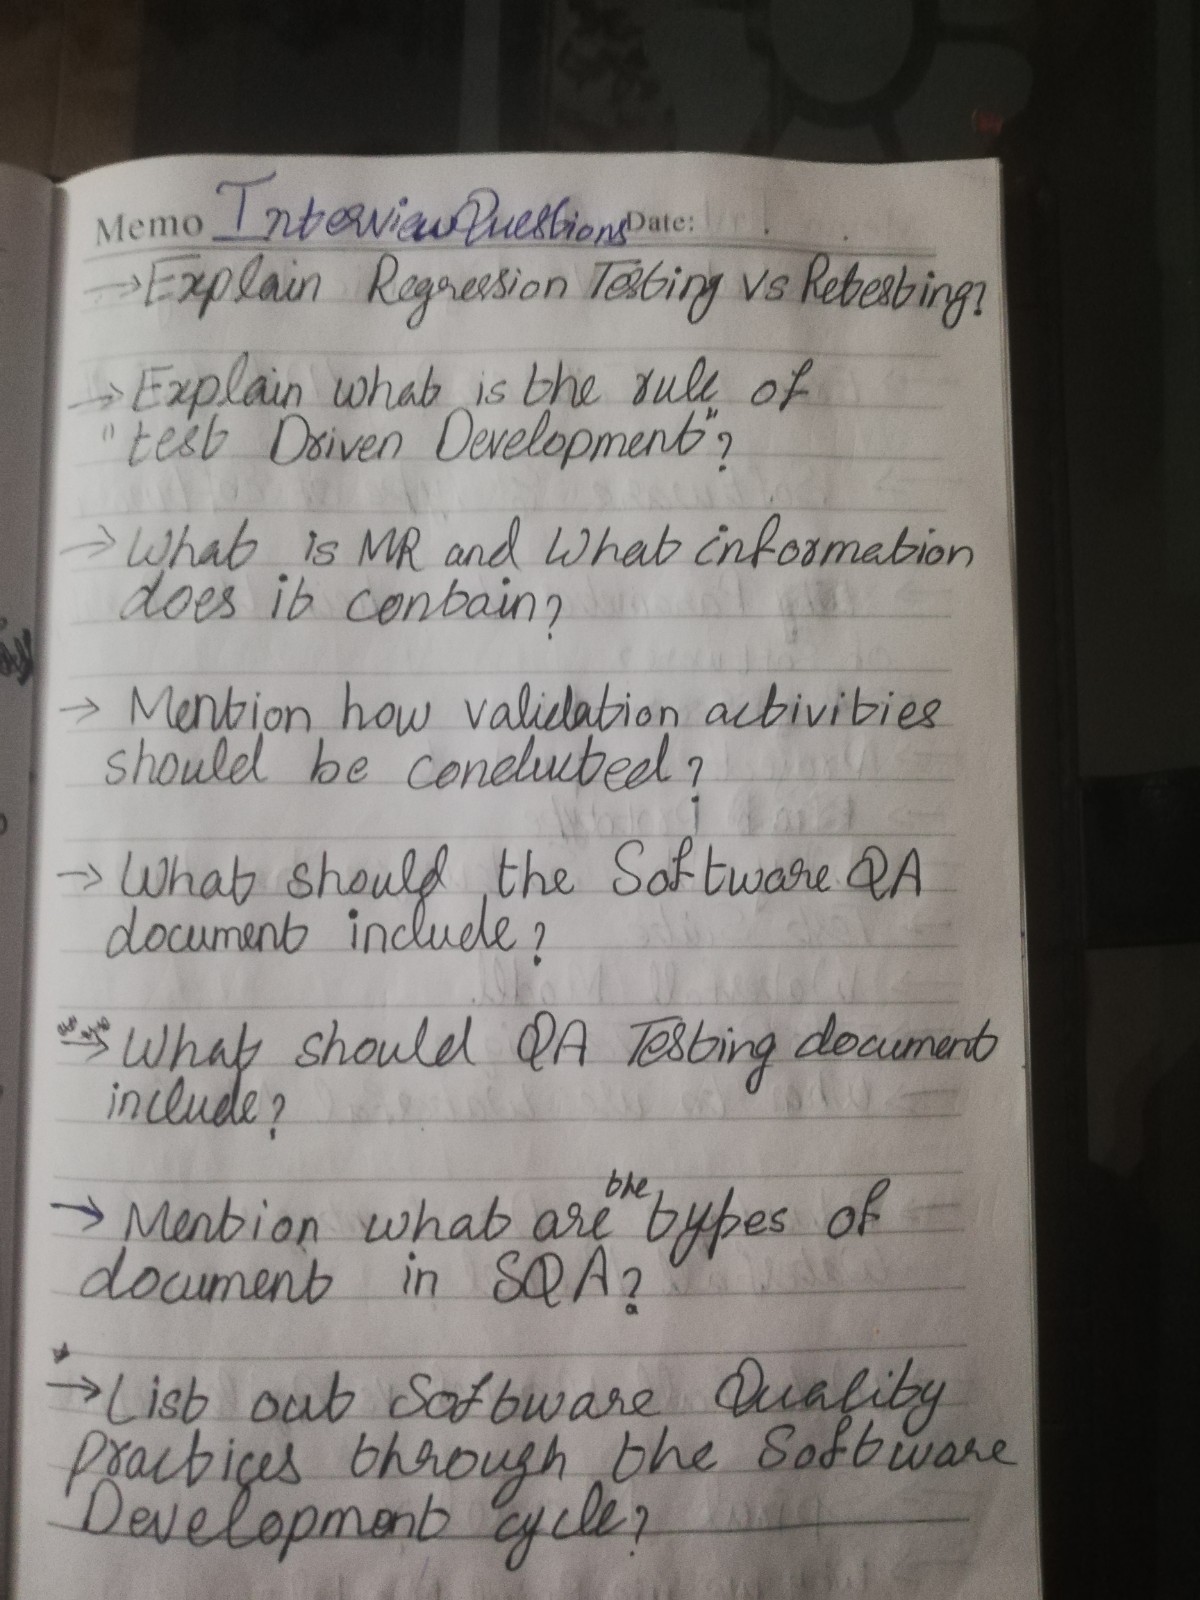 Memo Interview Questions Date:
→ Explain Regression Testing vs Retesting?
→ Explain what is the rule of
"test Driven Development"?
→ What is MR and What information
does it contain?
→ Mention how validation activities
should be conducted?
→ What should the Software QA
document include?
→ What should QA Testing document
include?
→ Mention what are the types of
document in SQA?
→ List out Software Quality
practices through the Software
Development cycle?